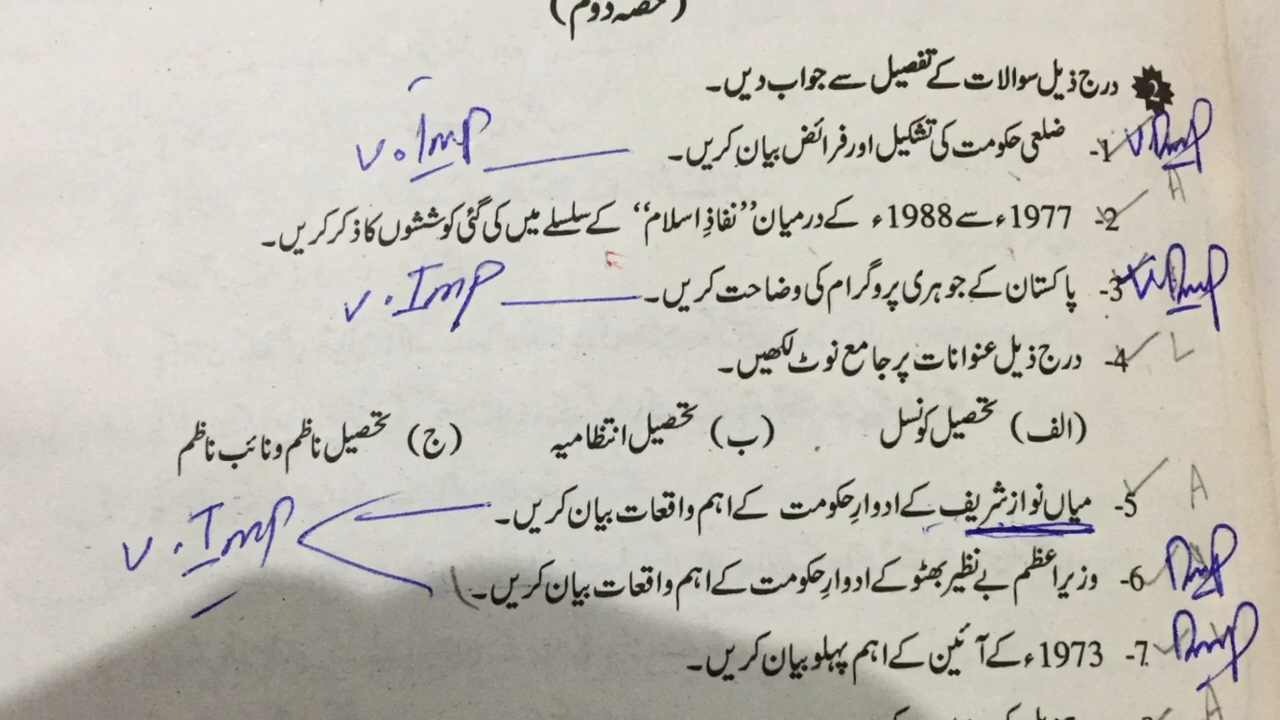 (حصہ دوم)
2 درج ذیل سوالات کے تفصیل سے جواب دیں۔
1- ضلعی حکومت کی تشکیل اور فرائض بیان کریں۔ V. Imp V. Imp
2- 1977ء سے 1988ء کے درمیان ”نفاذِ اسلام“ کے سلسلے میں کی گئی کوششوں کا ذکر کریں۔ A
3- پاکستان کے جوہری پروگرام کی وضاحت کریں۔ V. Imp V. Imp
4- درج ذیل عنوانات پر جامع نوٹ لکھیں۔ L
(الف) تحصیل کونسل (ب) تحصیل انتظامیہ (ج) تحصیل ناظم و نائب ناظم
5- میاں نواز شریف کے ادوارِ حکومت کے اہم واقعات بیان کریں۔ A V. Imp
6- وزیراعظم بے نظیر بھٹو کے ادوارِ حکومت کے اہم واقعات بیان کریں۔ Imp
7- 1973ء کے آئین کے اہم پہلو بیان کریں۔ Imp
A